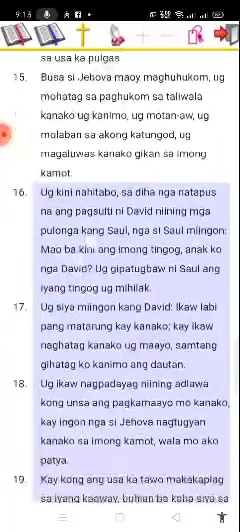 9:13
sa usa ka pulgas
15. Busa si Jehova maoy maghuhukom, ug
mohatag sa paghukom sa taliwala
kanako ug kanimo, ug motan-aw, ug
molaban sa akong katungod, ug
magaluwas kanako gikan sa imong
kamot.
16. Ug kini nahitabo, sa diha nga natapus
na ang pagsulti ni David niining mga
pulonga kang Saul, nga si Saul miingon:
Mao ba kini ang imong tingog, anak ko
nga David? Ug gipatugbaw ni Saul ang
iyang tingog ug mihilak.
17. Ug siya miingon kang David: Ikaw labi
pang matarung kay kanako; kay ikaw
naghatag kanako ug maayo, samtang
gihatag ko kanimo ang dautan.
18. Ug ikaw nagpadayag niining adlawa
kong unsa ang pagkamaayo mo kanako,
kay ingon nga si Jehova nagtugyan
kanako sa imong kamot, wala mo ako
patya.
19. Kay kong ang usa ka tawo makakaplag
sa iyang kaaway, buhian ba kaha siya sa